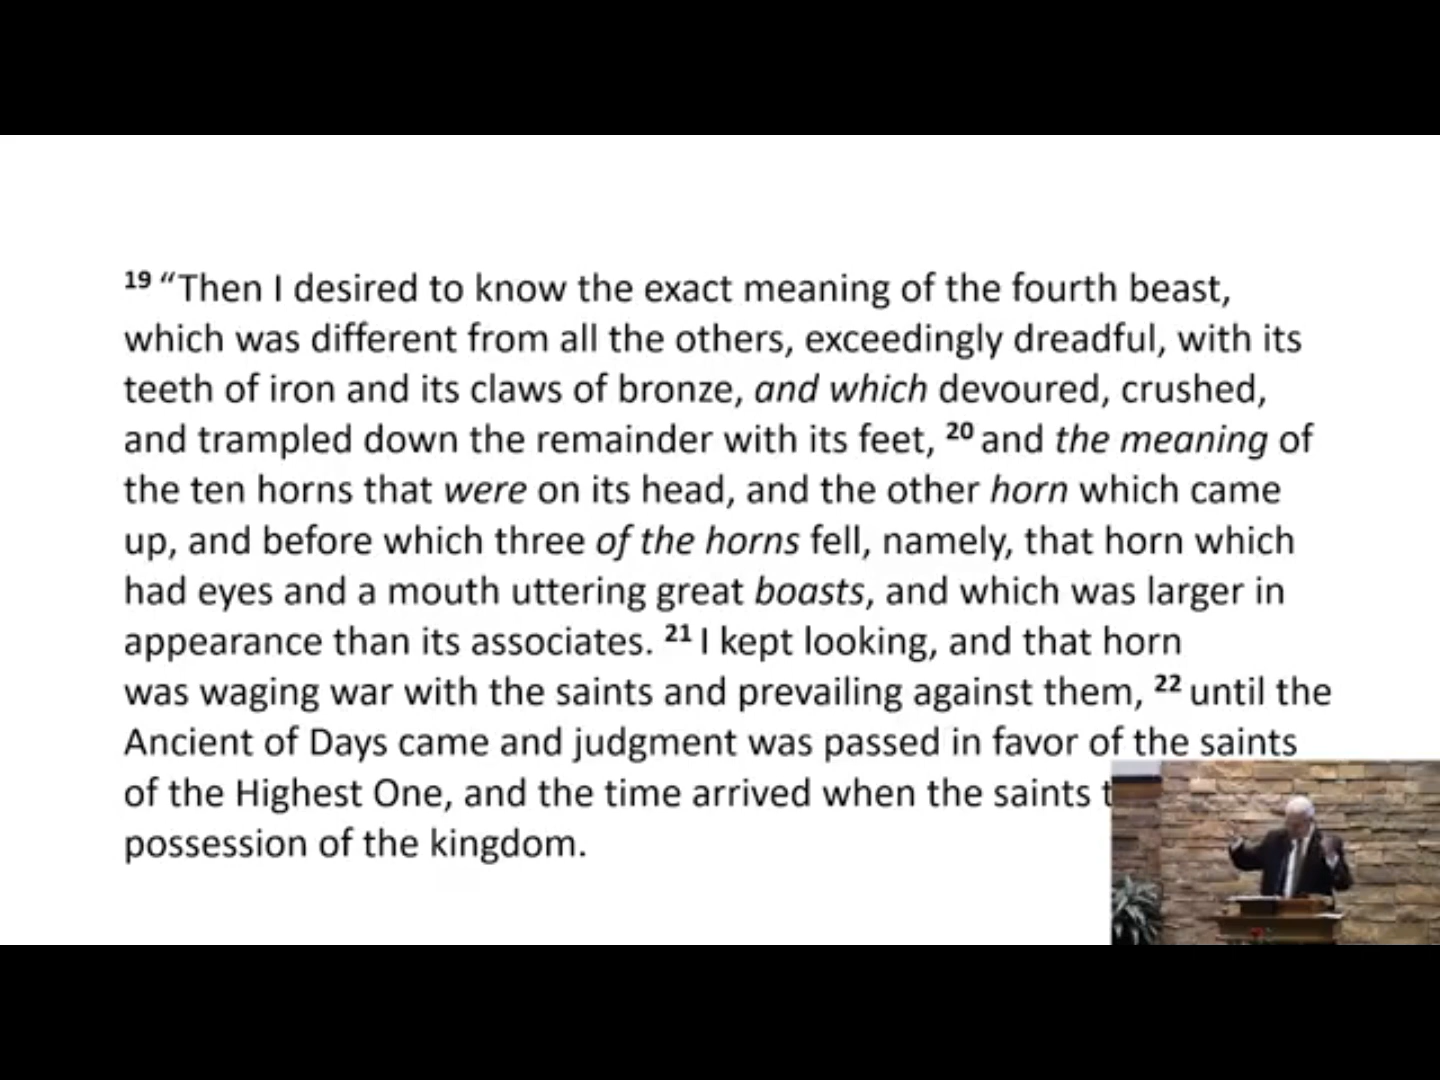 19 “Then I desired to know the exact meaning of the fourth beast,
which was different from all the others, exceedingly dreadful, with its
teeth of iron and its claws of bronze, and which devoured, crushed,
and trampled down the remainder with its feet, 20 and the meaning of
the ten horns that were on its head, and the other horn which came
up, and before which three of the horns fell, namely, that horn which
had eyes and a mouth uttering great boasts, and which was larger in
appearance than its associates. 21 I kept looking, and that horn
was waging war with the saints and prevailing against them, 22 until the
Ancient of Days came and judgment was passed in favor of the saints
of the Highest One, and the time arrived when the saints
possession of the kingdom.